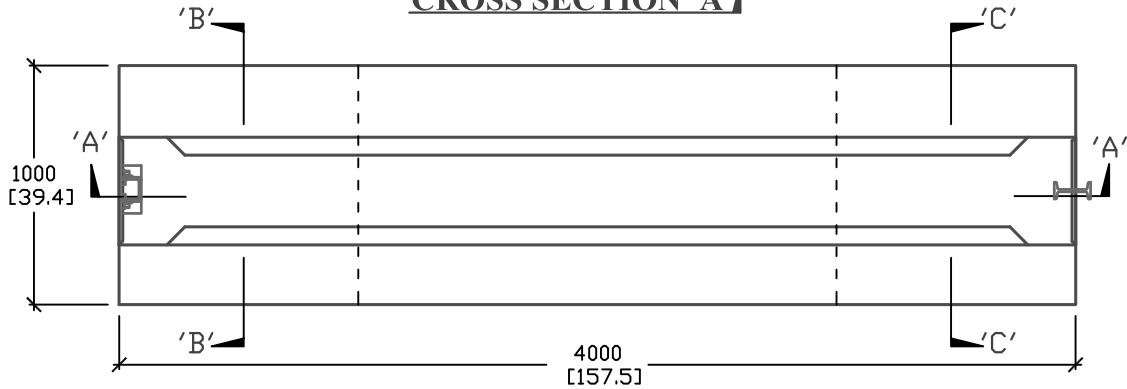 CROSS SECTION 'A'
'B' 'C'
'A' 'A'
1000
[39.4]
'B' 'C'
4000
[157.5]